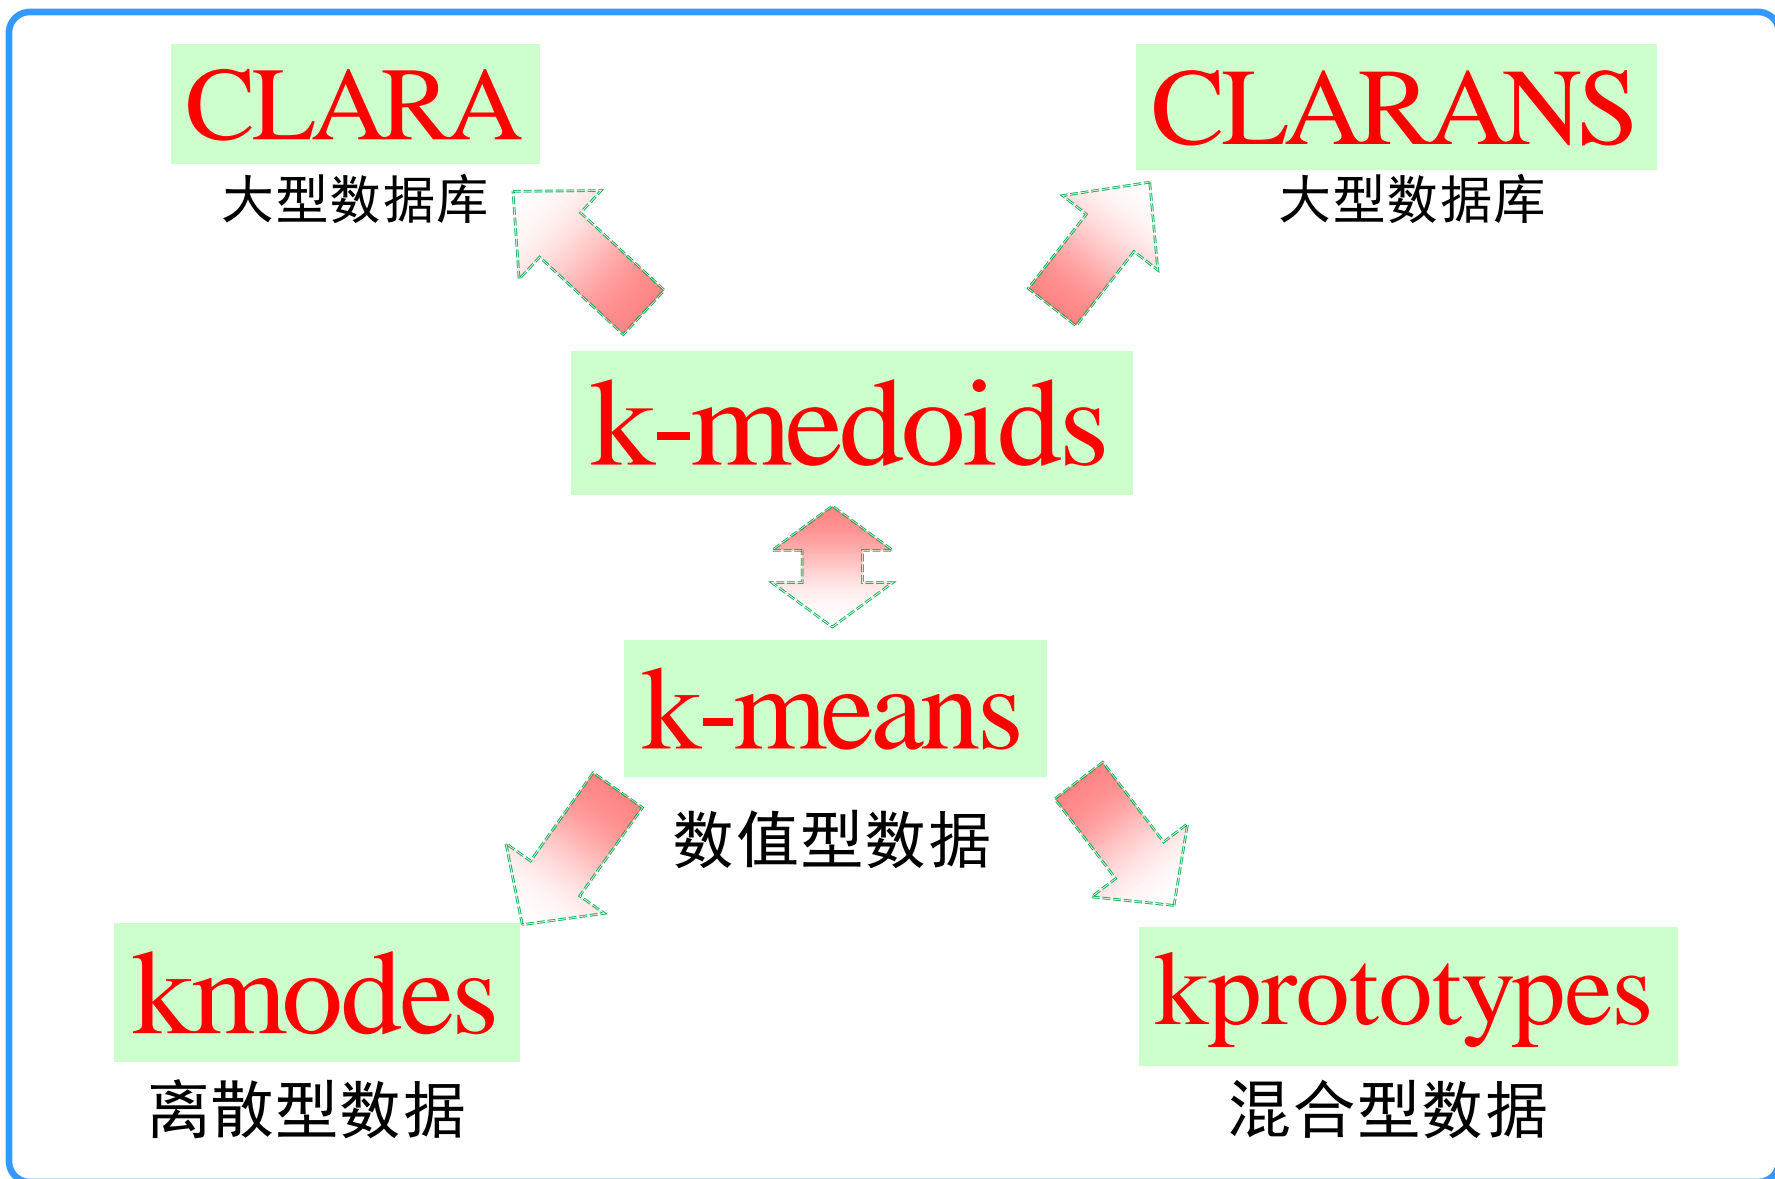 CLARA
大型数据库
CLARANS
大型数据库
k-medoids
k-means
数值型数据
kmodes
离散型数据
kprototypes
混合型数据